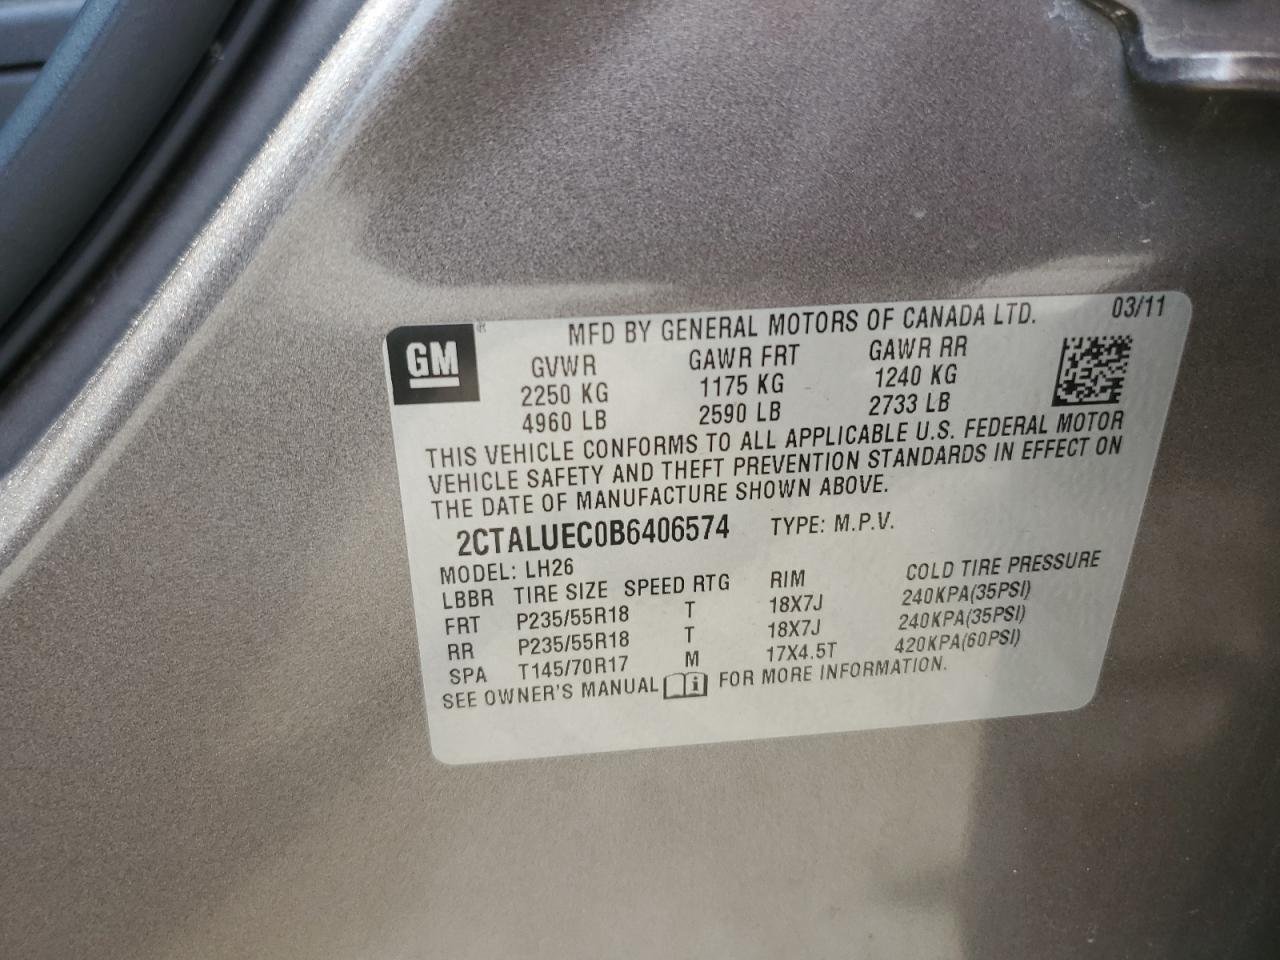 GM ® MFD BY GENERAL MOTORS OF CANADA LTD. 03/11
GVWR GAWR FRT GAWR RR
2250 KG 1175 KG 1240 KG
4960 LB 2590 LB 2733 LB
THIS VEHICLE CONFORMS TO ALL APPLICABLE U.S. FEDERAL MOTOR
VEHICLE SAFETY AND THEFT PREVENTION STANDARDS IN EFFECT ON
THE DATE OF MANUFACTURE SHOWN ABOVE.
2CTALUEC0B6406574 TYPE: M.P.V.
MODEL: LH26
LBBR TIRE SIZE SPEED RTG RIM COLD TIRE PRESSURE
FRT P235/55R18 T 18X7J 240KPA(35PSI)
RR P235/55R18 T 18X7J 240KPA(35PSI)
SPA T145/70R17 M 17X4.5T 420KPA(60PSI)
SEE OWNER'S MANUAL i FOR MORE INFORMATION.